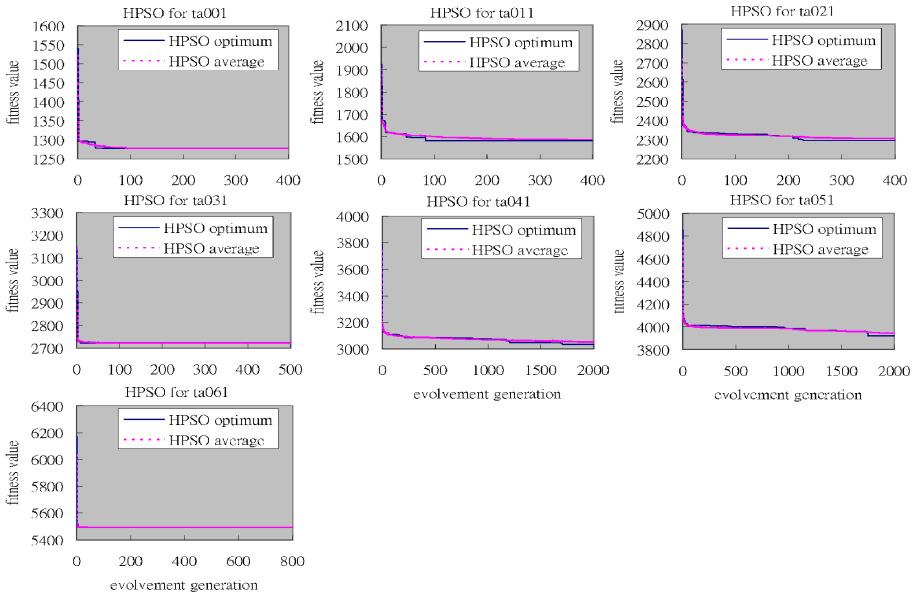 HPSO for ta001
fitness value
1600
1550
1500
1450
1400
1350
1300
1250
HPSO optimum
HPSO average
0 100 200 300 400
HPSO for ta011
fitness value
2100
2000
1900
1800
1700
1600
1500
HPSO optimum
HPSO average
0 100 200 300 400
HPSO for ta021
fitness value
2900
2800
2700
2600
2500
2400
2300
2200
HPSO optimum
HPSO average
0 100 200 300 400
HPSO for ta031
fitness value
3300
3200
3100
3000
2900
2800
2700
HPSO optimum
HPSO average
0 100 200 300 400 500
HPSO for ta041
fitness value
4000
3800
3600
3400
3200
3000
HPSO optimum
HPSO average
0 500 1000 1500 2000
evolvement generation
HPSO for ta051
fitness value
5000
4800
4600
4400
4200
4000
3800
HPSO optimum
HPSO average
0 500 1000 1500 2000
evolvement generation
HPSO for ta061
fitness value
6400
6200
6000
5800
5600
5400
HPSO optimum
HPSO average
0 200 400 600 800
evolvement generation